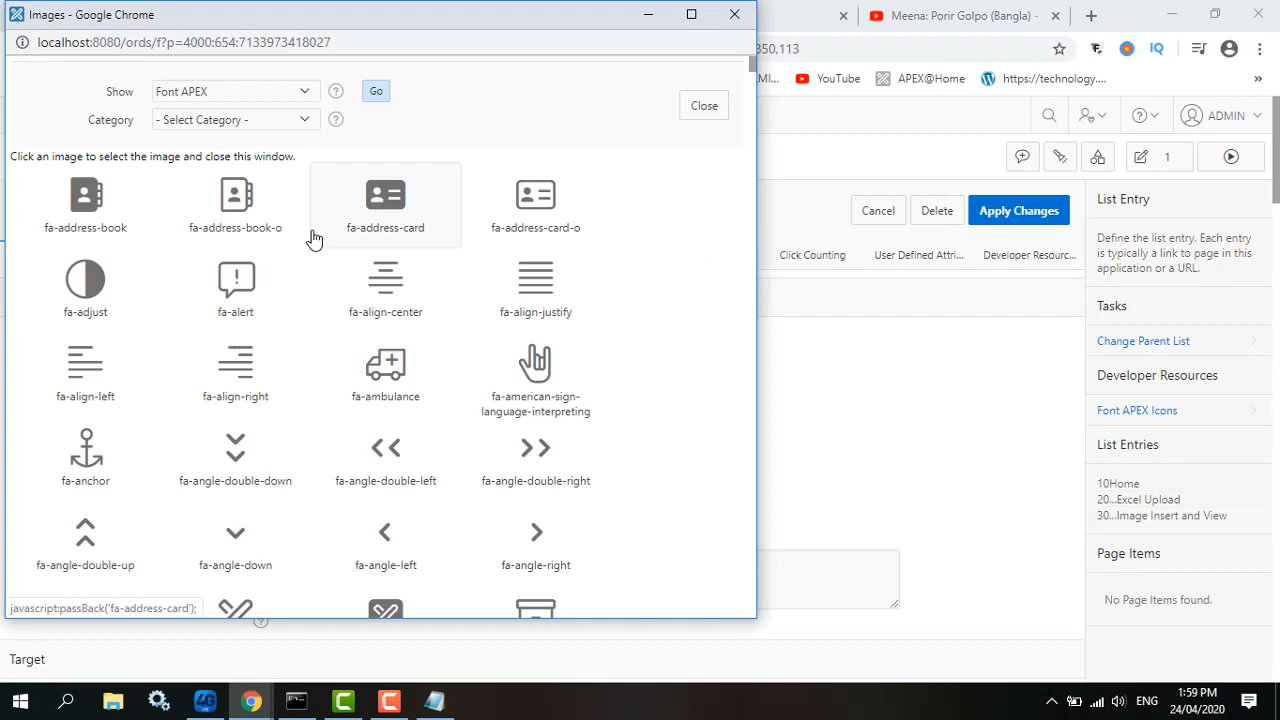 Images - Google Chrome
Meena: Porir Golpo (Bangla) -
localhost:8080/ords/f?p=4000:654:7133973418027
350,113
IQ
YouTube
APEX@Home
https://technology....
Show
Font APEX
Go
Close
Category
- Select Category -
ADMIN
Click an image to select the image and close this window.
1
fa-address-book
fa-address-book-o
fa-address-card
fa-address-card-o
Cancel
Delete
Apply Changes
List Entry
Define the list entry. Each entry
is typically a link to page in this
application or a URL.
Click Counting
User Defined Attri...
Developer Resourc...
fa-adjust
fa-alert
fa-align-center
fa-align-justify
Tasks
Change Parent List
Developer Resources
fa-align-left
fa-align-right
fa-ambulance
fa-american-sign-
language-interpreting
Font APEX Icons
List Entries
fa-anchor
fa-angle-double-down
fa-angle-double-left
fa-angle-double-right
10Home
20...Excel Upload
30...Image Insert and View
Page Items
fa-angle-double-up
fa-angle-down
fa-angle-left
fa-angle-right
No Page Items found.
javascript:passBack('fa-address-card');
Target
ENG
1:59 PM
24/04/2020